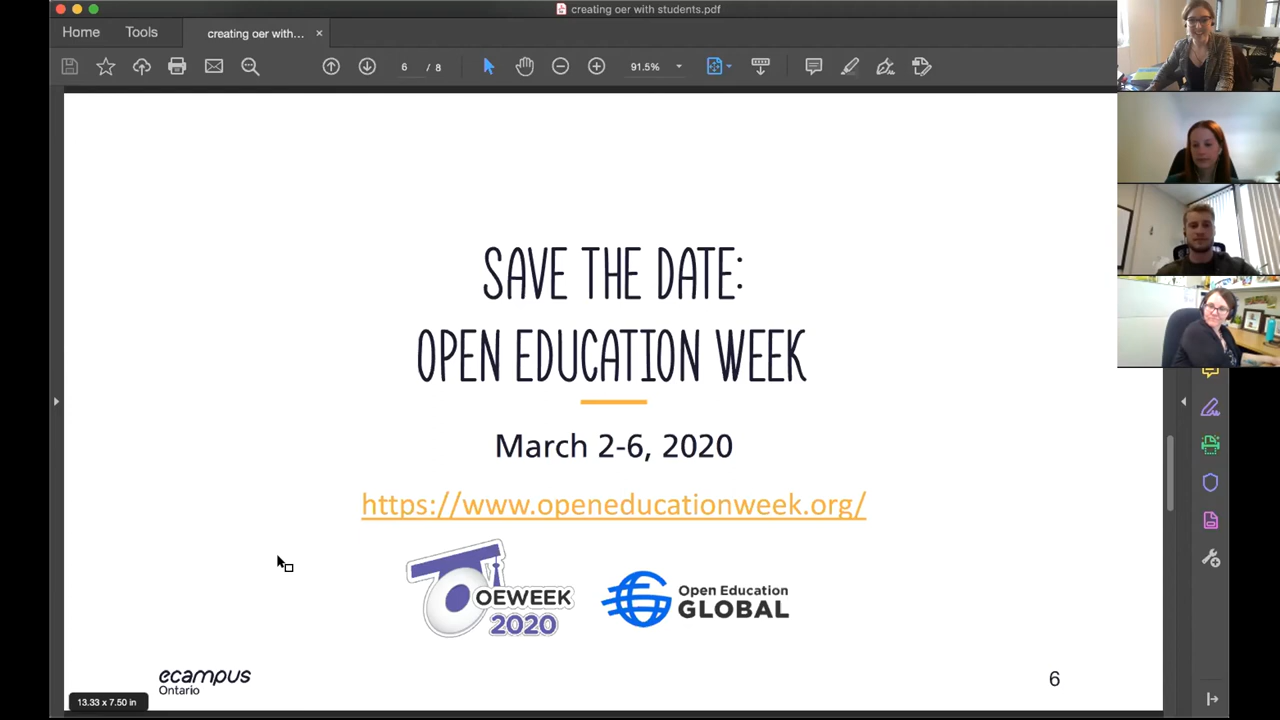 creating oer with students.pdf
Home
Tools
creating oer with...
×
6 / 8
91.5%
SAVE THE DATE:
OPEN EDUCATION WEEK
March 2-6, 2020
https://www.openeducationweek.org/
OEWEEK
2020
Open Education
GLOBAL
ecampus
Ontario
6
13.33 x 7.50 in